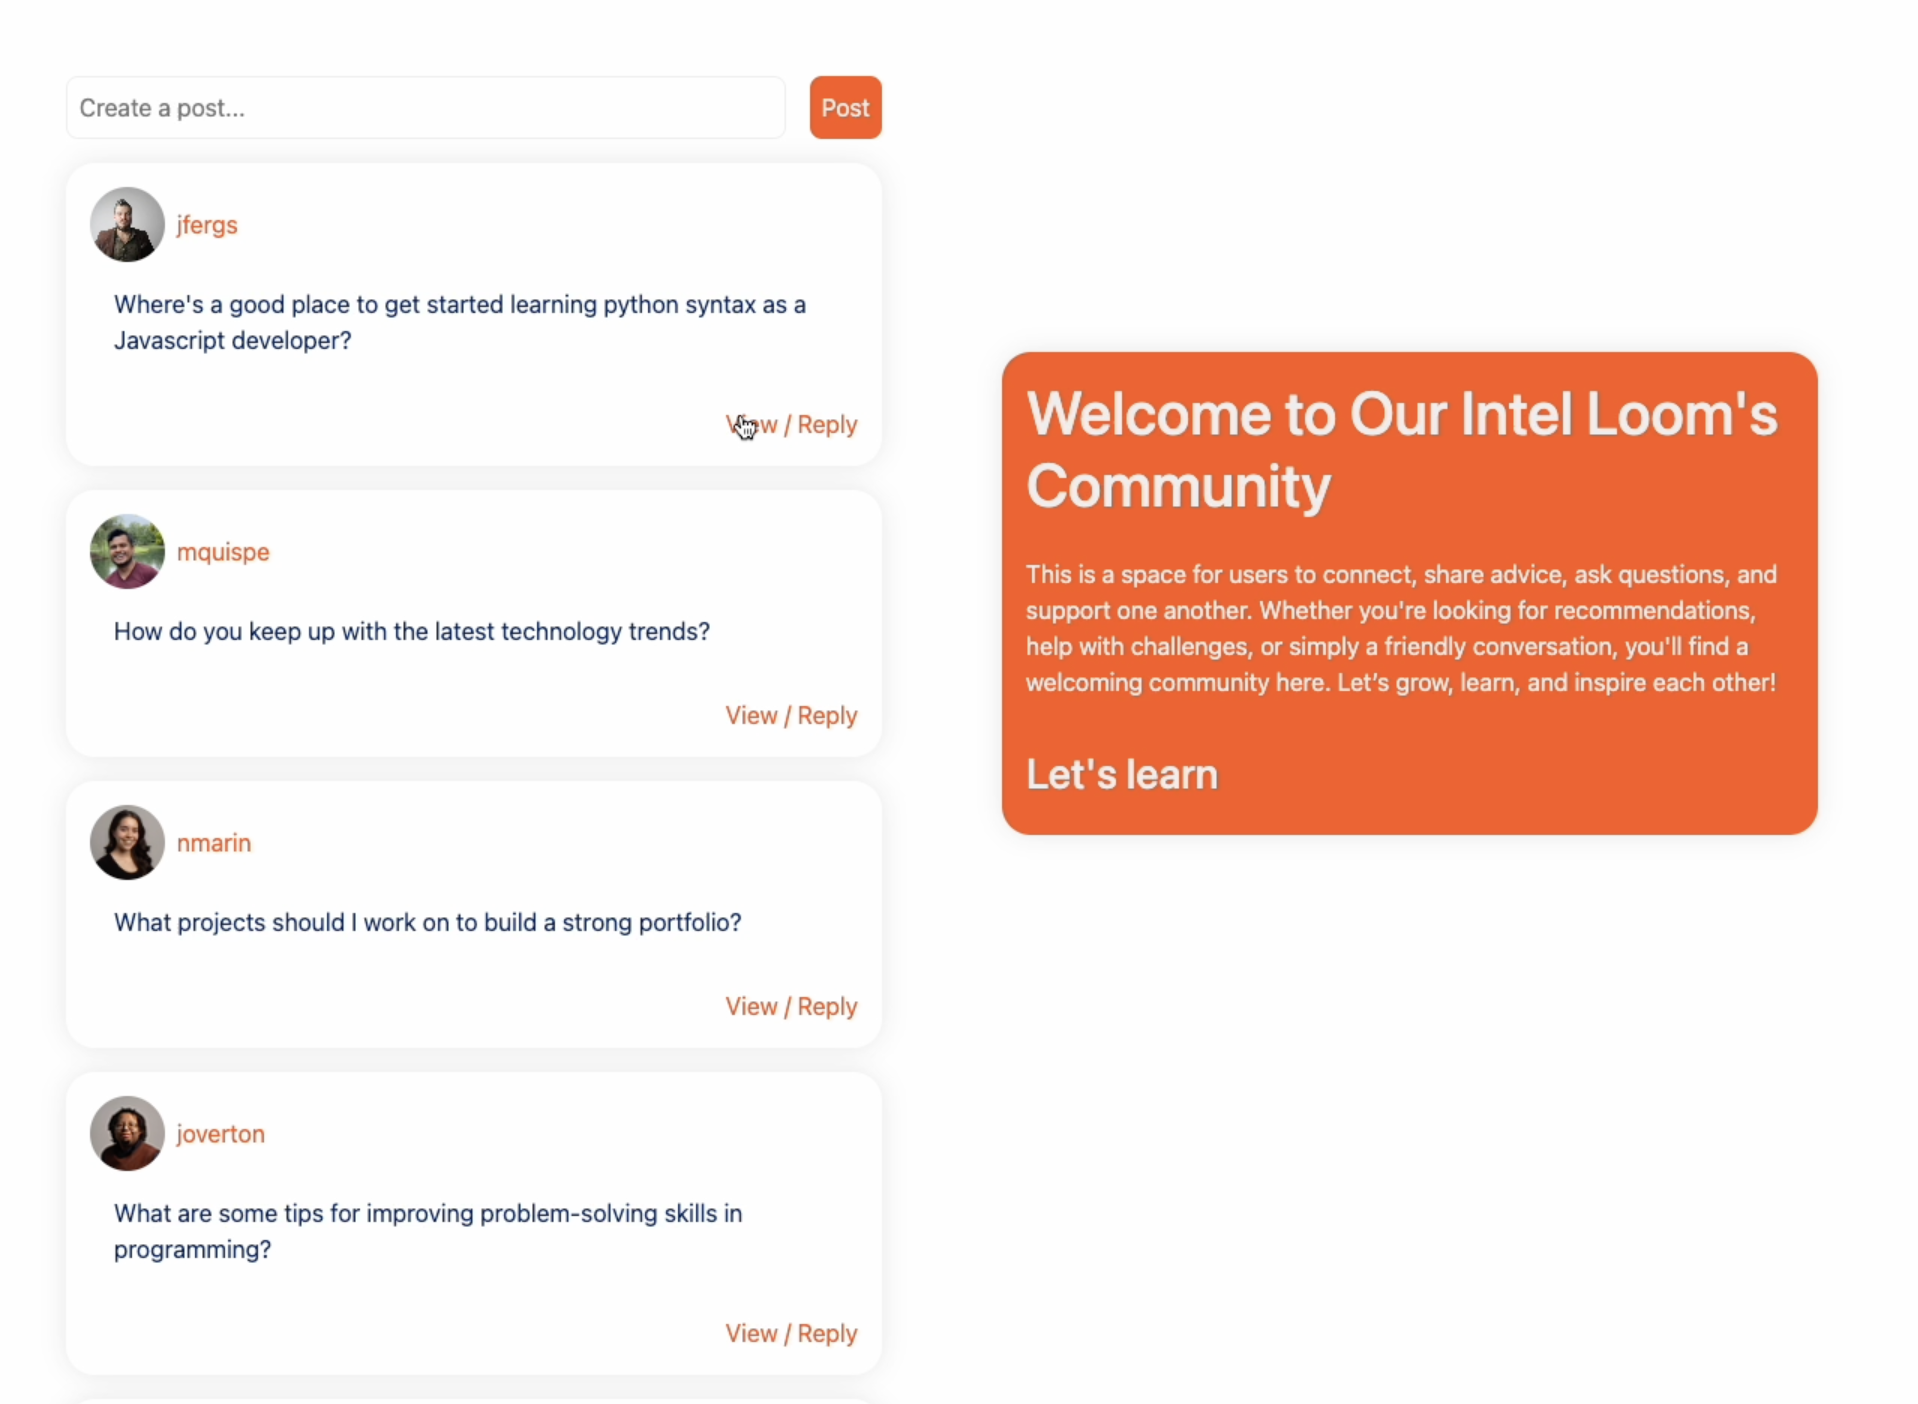 Create a post...
Post
jfergs
Where's a good place to get started learning python syntax as a
Javascript developer?
View / Reply
mquispe
How do you keep up with the latest technology trends?
View / Reply
nmarin
What projects should I work on to build a strong portfolio?
View / Reply
joverton
What are some tips for improving problem-solving skills in
programming?
View / Reply
Welcome to Our Intel Loom's
Community
This is a space for users to connect, share advice, ask questions, and
support one another. Whether you're looking for recommendations,
help with challenges, or simply a friendly conversation, you'll find a
welcoming community here. Let’s grow, learn, and inspire each other!
Let's learn